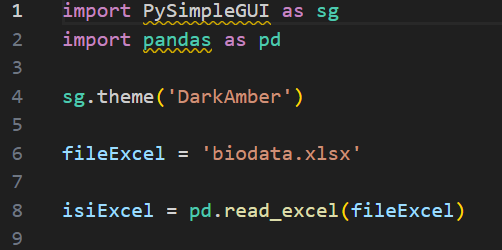 1 import PySimpleGUI as sg
2 import pandas as pd
3
4 sg.theme('DarkAmber')
5
6 fileExcel = 'biodata.xlsx'
7
8 isiExcel = pd.read_excel(fileExcel)
9